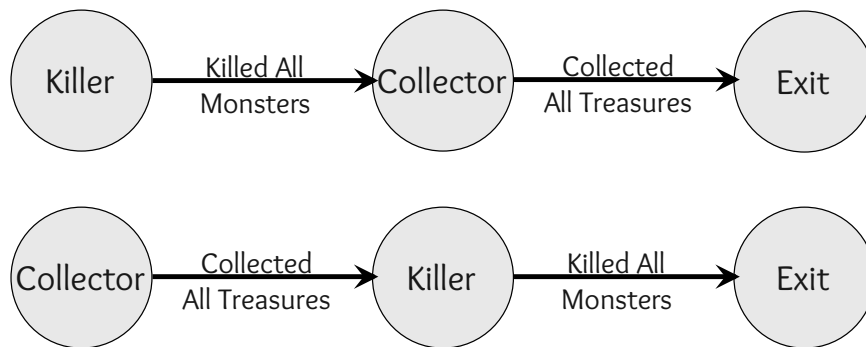 Killer
Killed All
Monsters
Collector
Collected
All Treasures
Exit
Collector
Collected
All Treasures
Killer
Killed All
Monsters
Exit